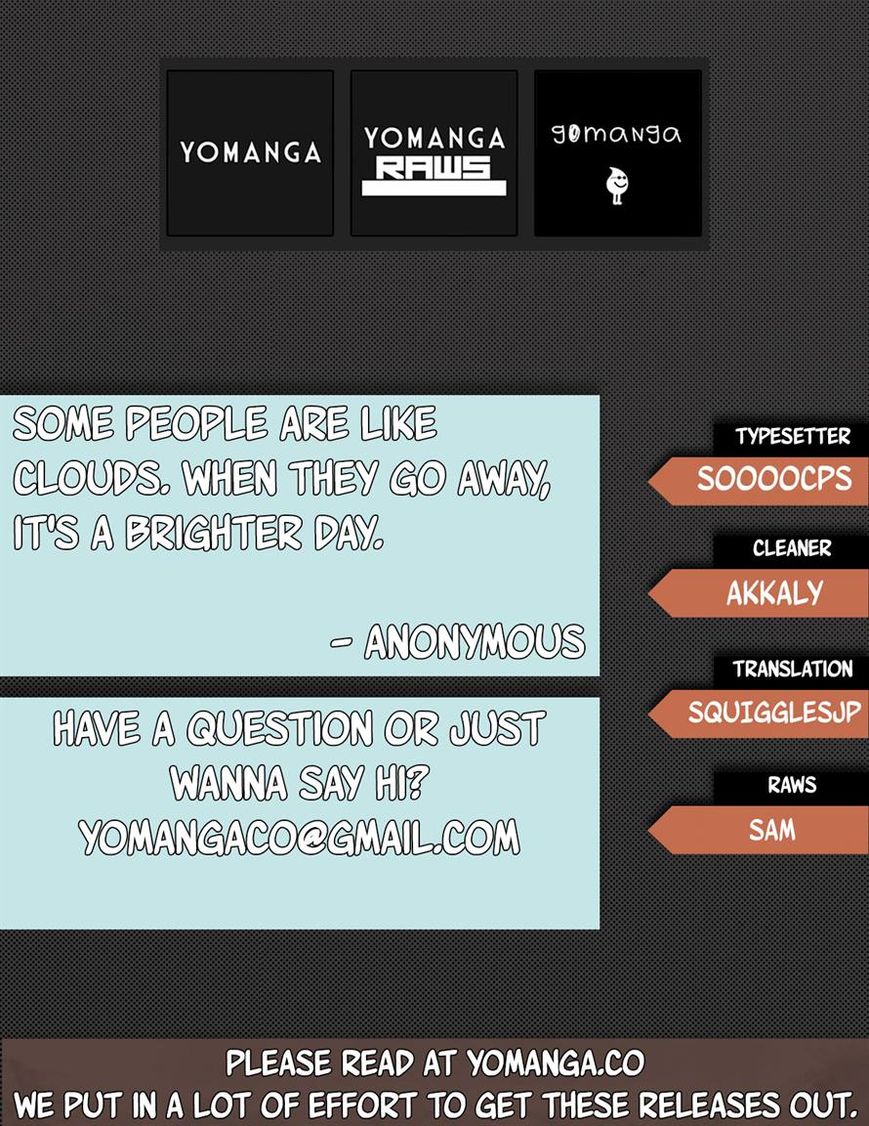 YOMANGA
YOMANGA
RAWS
gomanga
SOME PEOPLE ARE LIKE
CLOUDS. WHEN THEY GO AWAY,
IT'S A BRIGHTER DAY.
- ANONYMOUS
HAVE A QUESTION OR JUST
WANNA SAY HI?
YOMANGACO@GMAIL.COM
TYPESETTER
SOOOOCPS
CLEANER
AKKALY
TRANSLATION
SQUIGGLESJP
RAWS
SAM
PLEASE READ AT YOMANGA.CO
WE PUT IN A LOT OF EFFORT TO GET THESE RELEASES OUT.